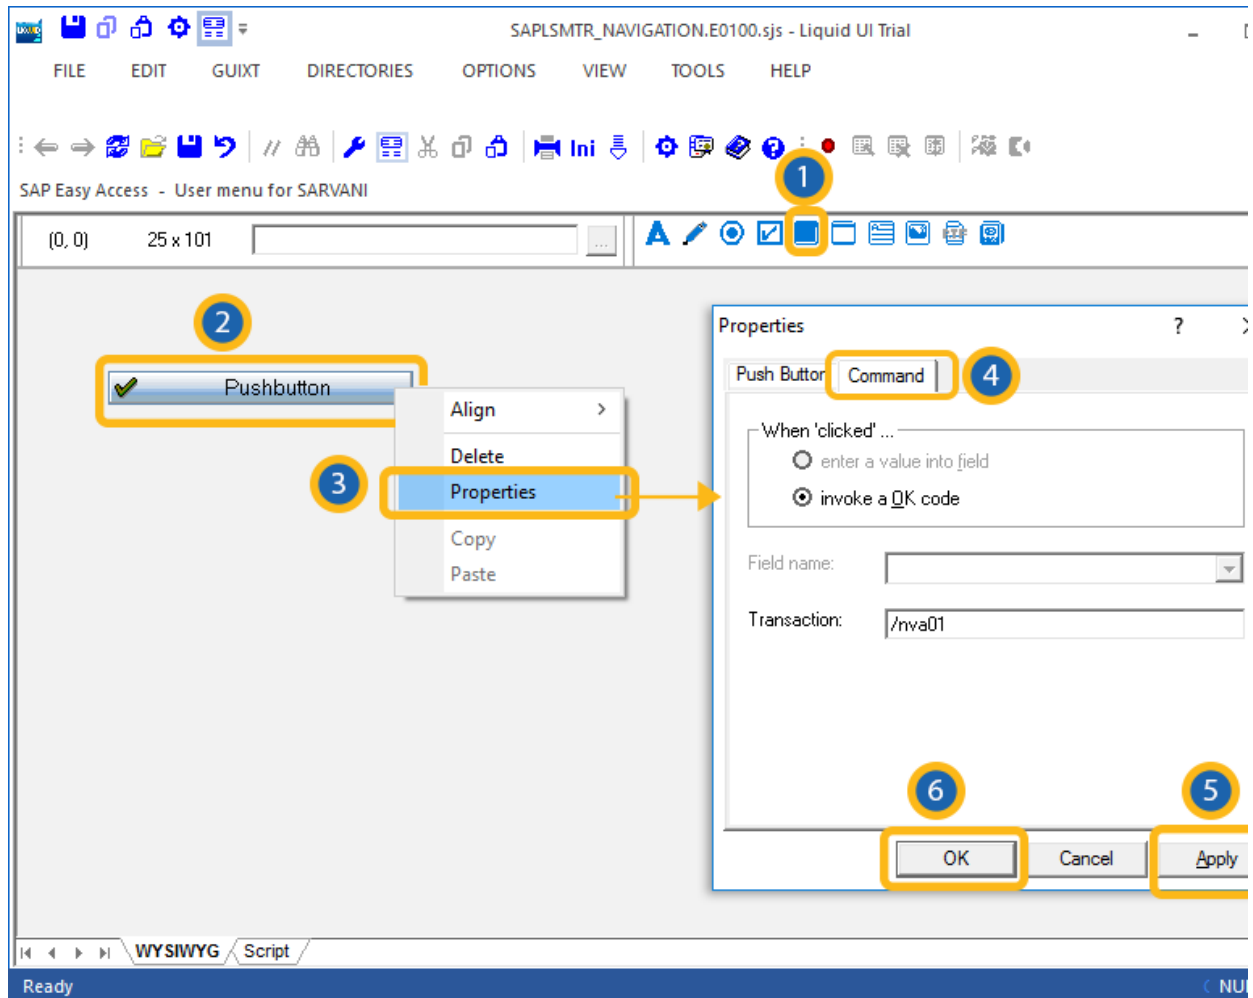 SAPLSMTR_NAVIGATION.E0100.sjs - Liquid UI Trial
FILE EDIT GUIXT DIRECTORIES OPTIONS VIEW TOOLS HELP
Ini
1
SAP Easy Access - User menu for SARVANI
(0, 0) 25 x 101 ...
A
2
Properties ?
Push Button Command 4
Pushbutton
Align >
When 'clicked' ...
Delete
enter a value into field
3 Properties
invoke a OK code
Copy
Field name:
Paste
Transaction: /nva01
6 5
OK Cancel Apply
WYSIWYG Script
Ready